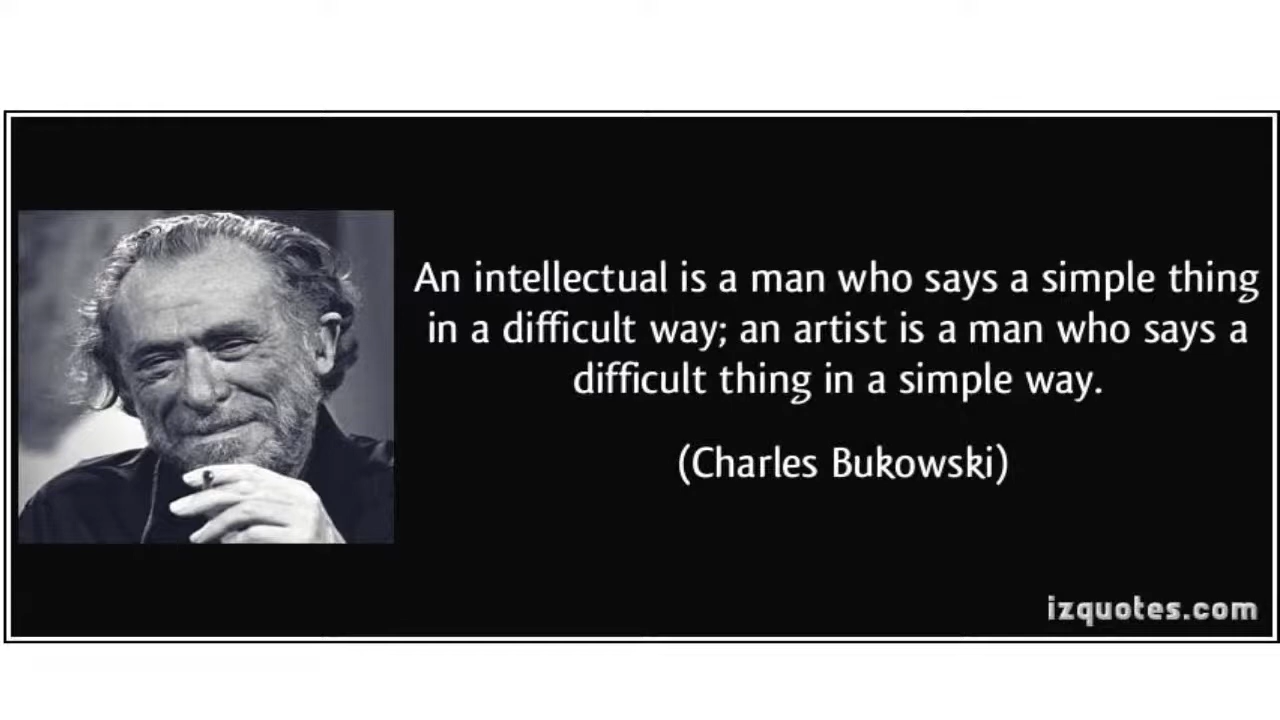 An intellectual is a man who says a simple thing
in a difficult way; an artist is a man who says a
difficult thing in a simple way.
(Charles Bukowski)
izquotes.com